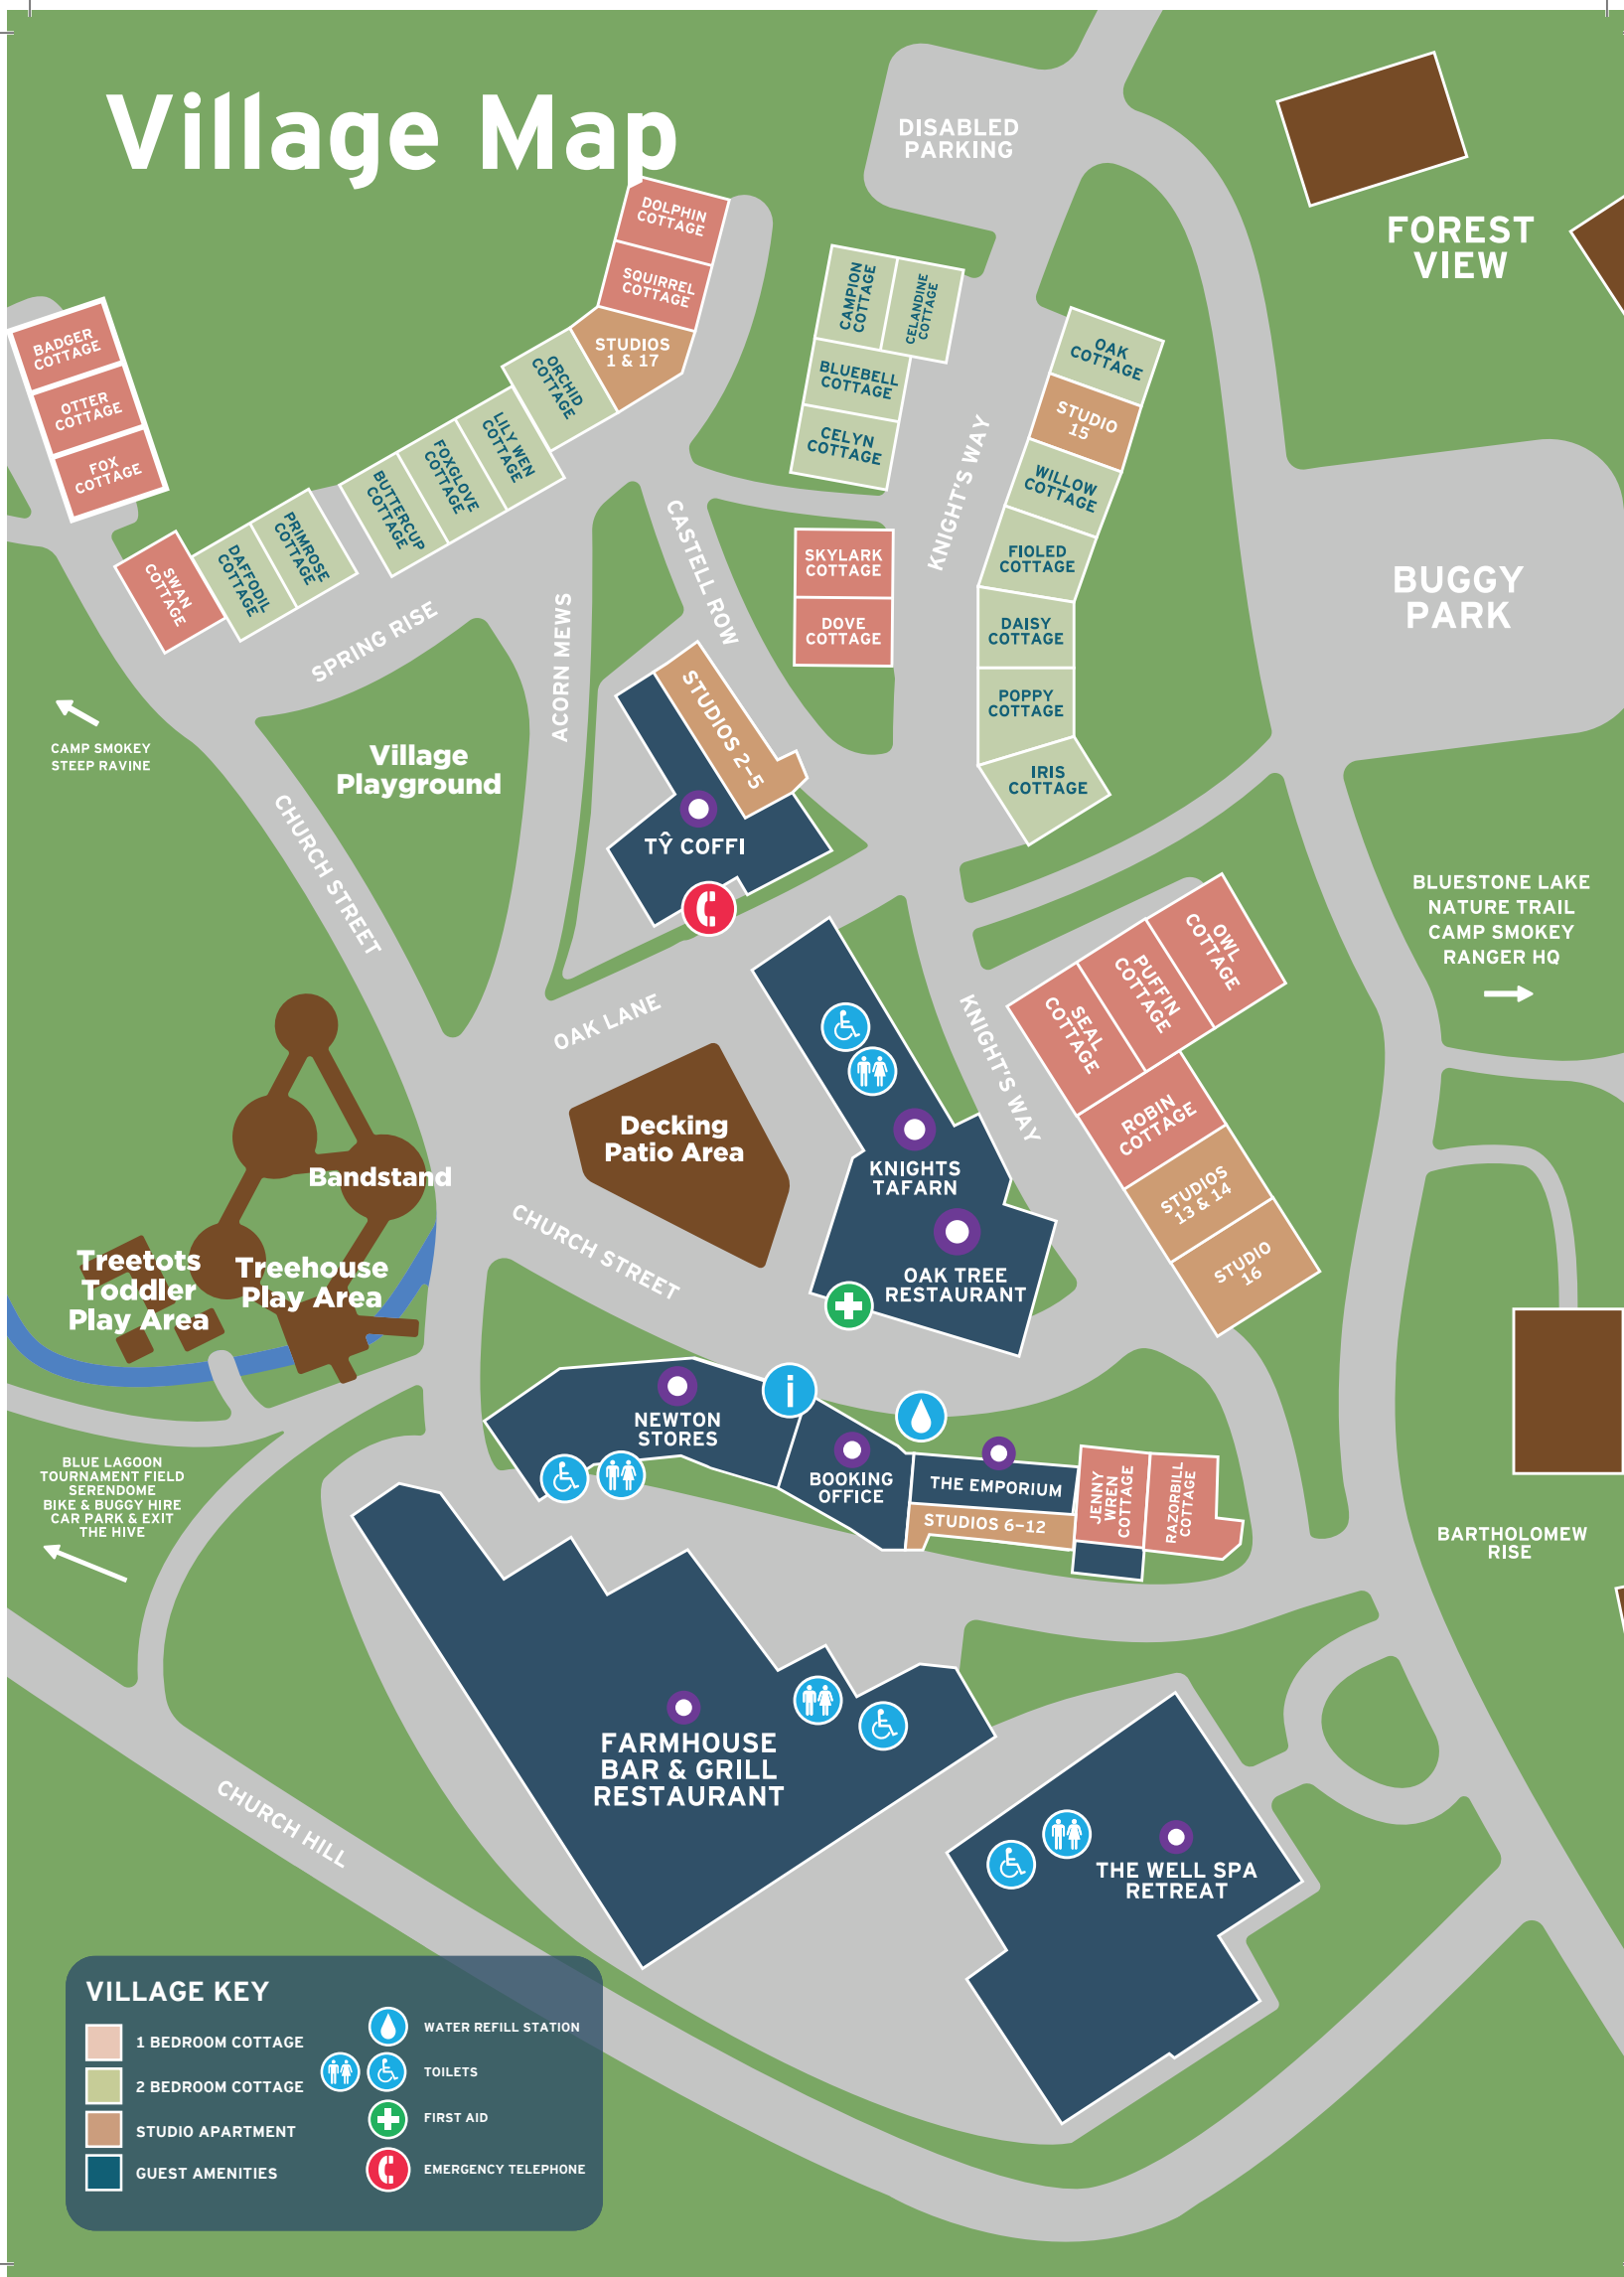 Village Map
DISABLED
PARKING
FOREST
VIEW
DOLPHIN
COTTAGE
SQUIRREL
COTTAGE
STUDIOS
1 & 17
ORCHID
COTTAGE
LILY WEN
COTTAGE
FOXGLOVE
COTTAGE
BUTTERCUP
COTTAGE
PRIMROSE
COTTAGE
DAFFODIL
COTTAGE
SWAN
COTTAGE
BADGER
COTTAGE
OTTER
COTTAGE
FOX
COTTAGE
CAMPION
COTTAGE
CELANDINE
COTTAGE
BLUEBELL
COTTAGE
CELYN
COTTAGE
OAK
COTTAGE
STUDIO
15
WILLOW
COTTAGE
FIOLED
COTTAGE
DAISY
COTTAGE
POPPY
COTTAGE
IRIS
COTTAGE
SKYLARK
COTTAGE
DOVE
COTTAGE
KNIGHT'S WAY
CASTELL ROW
ACORN MEWS
SPRING RISE
BUGGY
PARK
CAMP SMOKEY
STEEP RAVINE
Village
Playground
STUDIOS 2–5
TŶ COFFI
CHURCH STREET
BLUESTONE LAKE
NATURE TRAIL
CAMP SMOKEY
RANGER HQ
OWL
COTTAGE
PUFFIN
COTTAGE
SEAL
COTTAGE
ROBIN
COTTAGE
STUDIOS
13 & 14
STUDIO
16
OAK LANE
KNIGHT'S WAY
Decking
Patio Area
KNIGHTS
TAFARN
OAK TREE
RESTAURANT
Bandstand
Treetots
Toddler
Play Area
Treehouse
Play Area
CHURCH STREET
NEWTON
STORES
i
BOOKING
OFFICE
THE EMPORIUM
STUDIOS 6–12
JENNY
WREN
COTTAGE
RAZORBILL
COTTAGE
BLUE LAGOON
TOURNAMENT FIELD
SERENDOME
BIKE & BUGGY HIRE
CAR PARK & EXIT
THE HIVE
BARTHOLOMEW
RISE
FARMHOUSE
BAR & GRILL
RESTAURANT
CHURCH HILL
THE WELL SPA
RETREAT
VILLAGE KEY
1 BEDROOM COTTAGE
2 BEDROOM COTTAGE
STUDIO APARTMENT
GUEST AMENITIES
WATER REFILL STATION
TOILETS
FIRST AID
EMERGENCY TELEPHONE